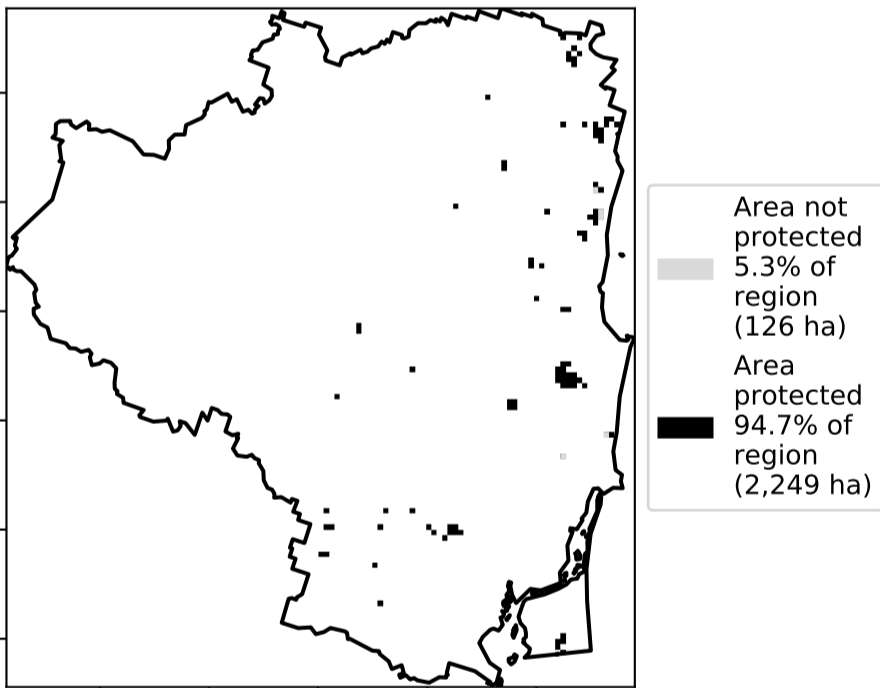 Area not
protected
5.3% of
region
(126 ha)
Area
protected
94.7% of
region
(2,249 ha)